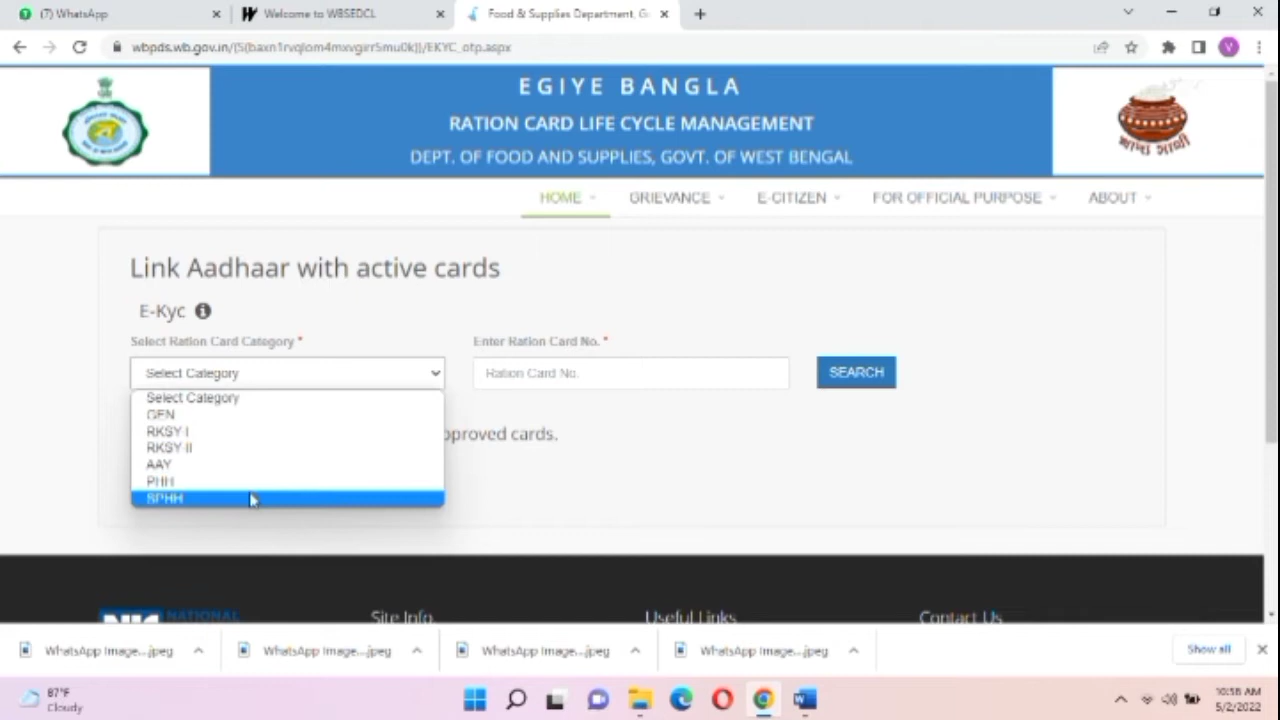 (7) WhatsApp
Welcome to WBSEDCL
Food & Supplies Department, Go
wbpds.wb.gov.in/(S(baxn1rvqlom4mxvgirr5mu0k))/EKYC_otp.aspx
V
EGIYE BANGLA
RATION CARD LIFE CYCLE MANAGEMENT
DEPT. OF FOOD AND SUPPLIES, GOVT. OF WEST BENGAL
HOME
GRIEVANCE
E-CITIZEN
FOR OFFICIAL PURPOSE
ABOUT
Link Aadhaar with active cards
E-Kyc
Select Ration Card Category *
Enter Ration Card No. *
Select Category
Ration Card No.
SEARCH
Select Category
GEN
RKSY I
RKSY II
AAY
PHH
SPHH
pproved cards.
NATIONAL
Site Info.
Useful Links
Contact Us
WhatsApp Image....jpeg
WhatsApp Image....jpeg
WhatsApp Image....jpeg
WhatsApp Image....jpeg
Show all
87°F
Cloudy
10:56 AM
5/2/2022